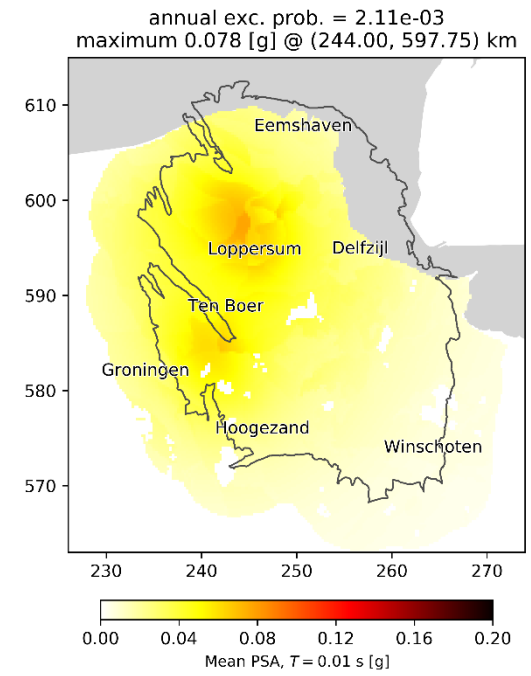 annual exc. prob. = 2.11e-03
maximum 0.078 [g] @ (244.00, 597.75) km
610
Eemshaven
600
Loppersum Delfzijl
590
Ten Boer
580
Groningen
Hoogezand
Winschoten
570
230 240 250 260 270
0.00 0.04 0.08 0.12 0.16 0.20
Mean PSA, T = 0.01 s [g]